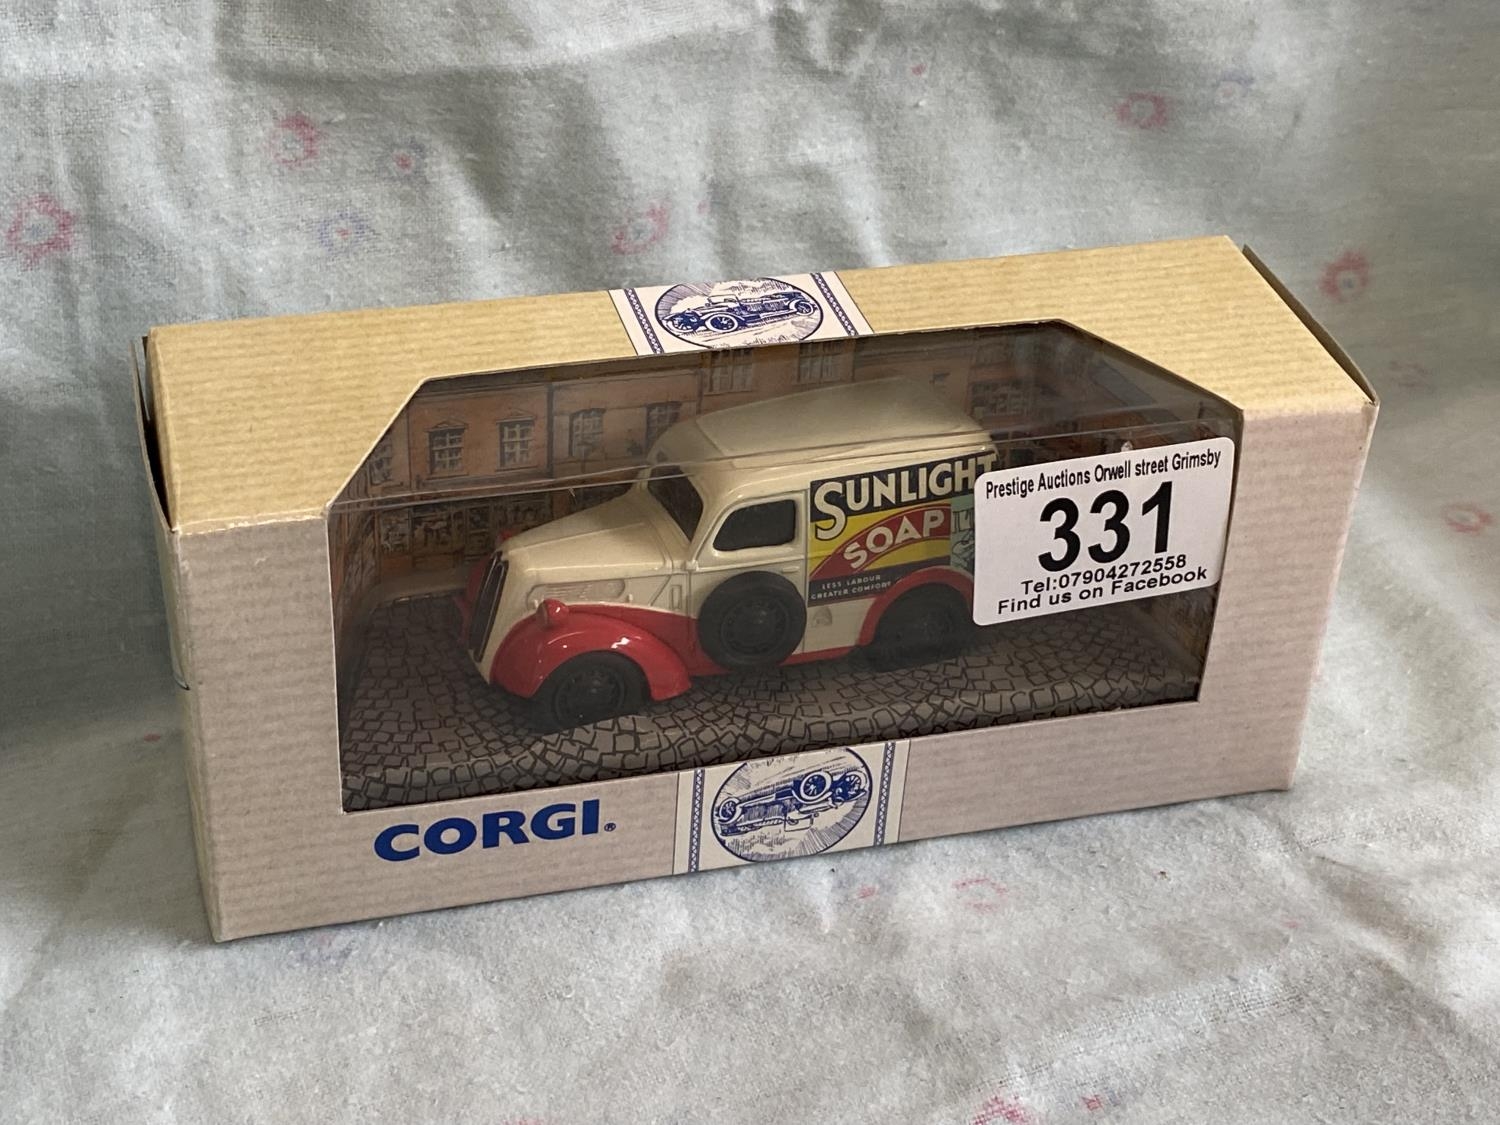 SUNLIGHT
SOAP
LESS LABOUR
GREATER COMFORT
Prestige Auctions Orwell street Grimsby
331
Tel:07904272558
Find us on Facebook
CORGI®